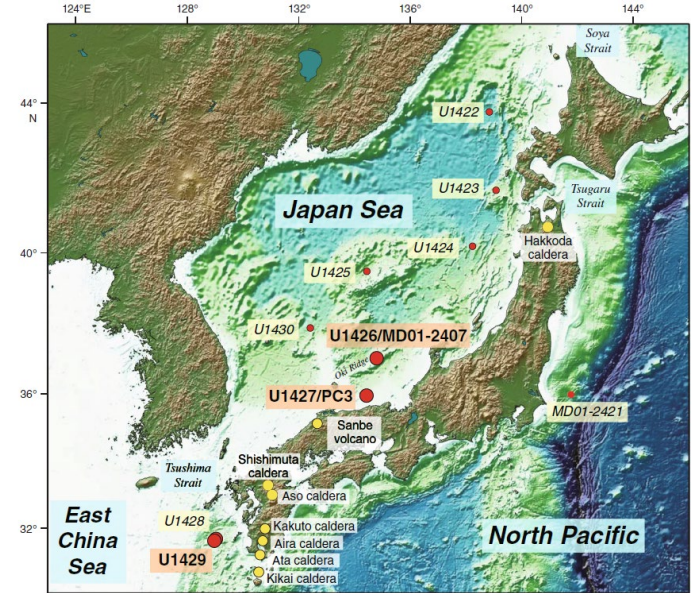 124°E
128°
132°
136°
140°
144°
Soya
Strait
44°
N
U1422
U1423
Tsugaru
Strait
Japan Sea
Hakkoda
caldera
U1424
40°
U1425
U1430
U1426/MD01-2407
Oki Ridge
36°
U1427/PC3
MD01-2421
Sanbe
volcano
Shishimuta
caldera
Tsushima
Strait
Aso caldera
East
China
Sea
U1428
U1429
32°
Kakuto caldera
Aira caldera
Ata caldera
Kikai caldera
North Pacific